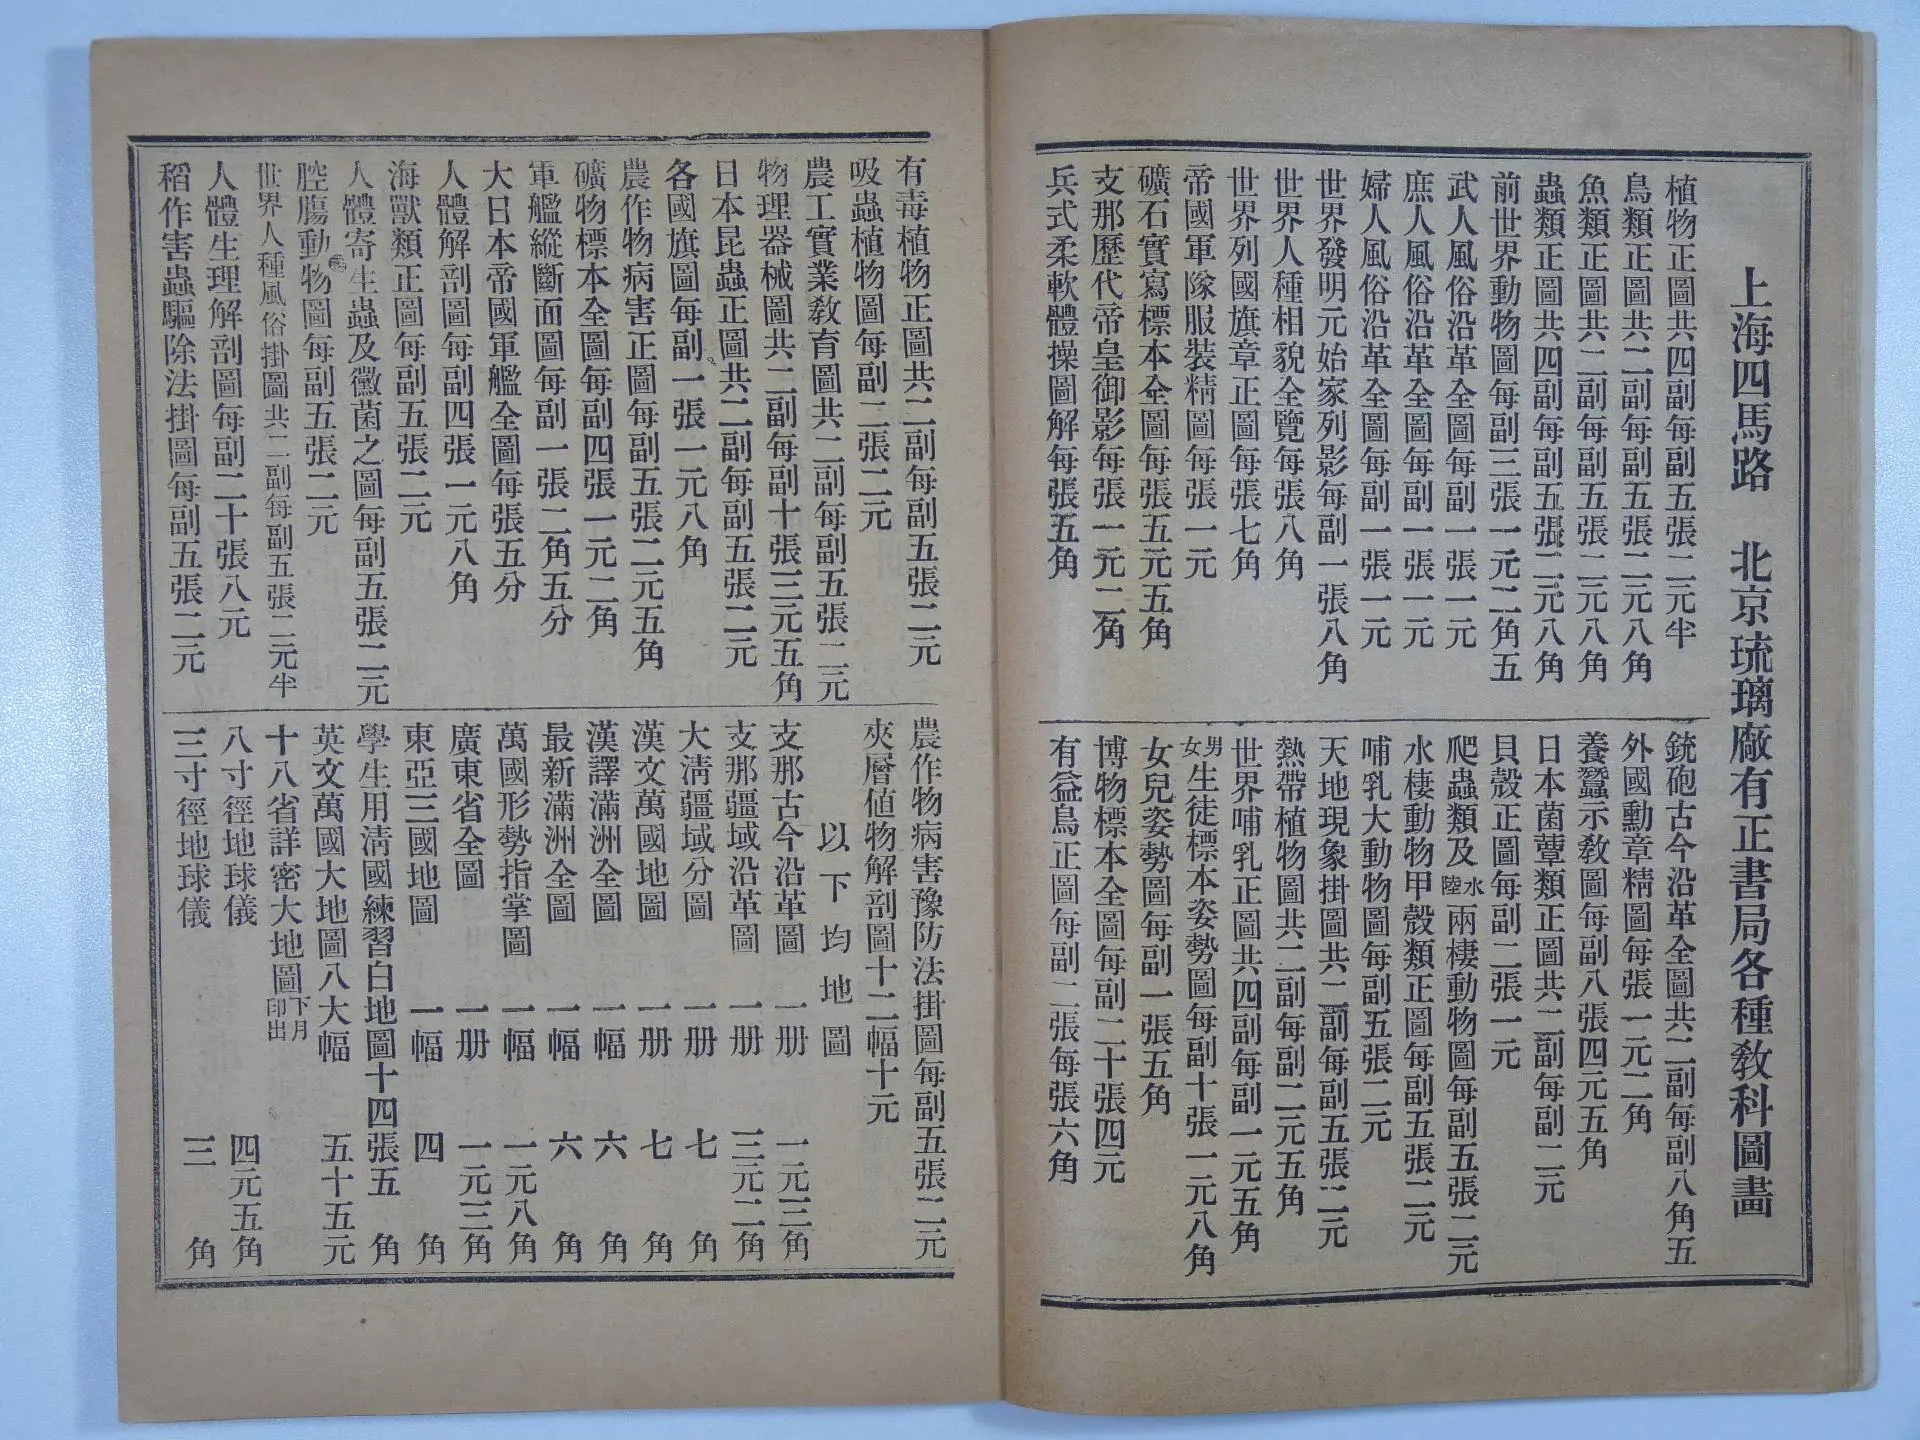 上海四馬路　北京琉璃廠有正書局各種教科圖畫
植物正圖共四副每副五張二元半
鳥類正圖共二副每副五張二元八角
魚類正圖共二副每副五張二元八角
蟲類正圖共四副每副五張二元八角
前世界動物圖每副三張一元二角五
武人風俗沿革全圖每副一張一元
庶人風俗沿革全圖每副一張一元
婦人風俗沿革全圖每副一張一元
世界發明元始家列影每副一張八角
世界人種相貌全覽每張八角
世界列國旗章正圖每張七角
帝國軍隊服裝精圖每張一元
礦石實寫標本全圖每張五元五角
支那歷代帝皇御影每張一元二角
兵式柔軟體操圖解每張五角
銃砲古今沿革全圖共二副每副八角五
外國勳章精圖每張一元二角
養蠶示教圖每副八張四元五角
日本菌蕈類正圖共二副每副二元
貝殼正圖每副二張一元
爬蟲類及水陸兩棲動物圖每副五張二元
水棲動物甲殼類正圖每副五張二元
哺乳大動物圖每副五張二元
天地現象掛圖共二副每副五張二元
熱帶植物圖共二副每副二元五角
世界哺乳正圖共四副每副一元五角
男女生徒標本姿勢圖每副十張一元八角
女兒姿勢圖每副一張五角
博物標本全圖每副二十張四元
有益鳥正圖每副二張每張六角
有毒植物正圖共二副每副五張二元
吸蟲植物圖每副二張二元
農工實業教育圖共二副每副五張二元
物理器械圖共二副每副十張三元五角
日本昆蟲正圖共二副每副五張二元
各國旗圖每副一張一元八角
農作物病害正圖每副五張二元五角
礦物標本全圖每副四張一元二角
軍艦縱斷面圖每副一張二角五分
大日本帝國軍艦全圖每張五分
人體解剖圖每副四張一元八角
海獸類正圖每副五張二元
人體寄生蟲及黴菌之圖每副五張二元
腔腸動物圖每副五張二元
世界人種風俗掛圖共二副每副五張二元半
人體生理解剖圖每副二十張八元
稻作害蟲驅除法掛圖每副五張二元
農作物病害豫防法掛圖每副五張二元
夾層値物解剖圖十二幅十元
以下均地圖
支那古今沿革圖　一册　一元三角
支那疆域沿革圖　一册　三元二角
大淸疆域分圖　一册　七角
漢文萬國地圖　一册　七角
漢譯滿洲全圖　一幅　六角
最新滿洲全圖　一幅　六角
萬國形勢指掌圖　一幅　一元八角
廣東省全圖　一册　一元三角
東亞三國地圖　一幅　四角
學生用淸國練習白地圖十四張五角
英文萬國大地圖八大幅　五十五元
十八省詳密大地圖下月印出
八寸徑地球儀　四元五角
三寸徑地球儀　三角